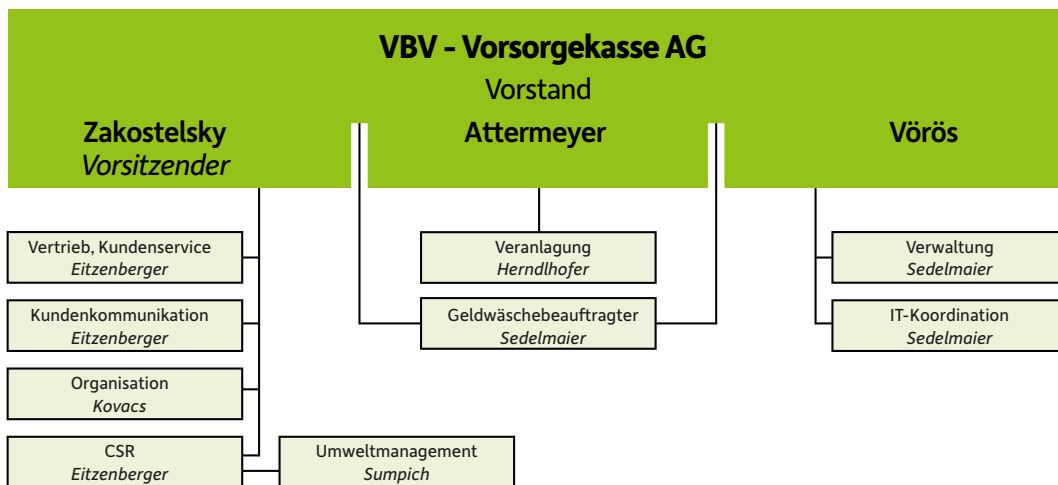 VBV - Vorsorgekasse AG
Vorstand
Zakostelsky
Vorsitzender
Attermeyer
Vörös
Vertrieb, Kundenservice
Eitzenberger
Kundenkommunikation
Eitzenberger
Organisation
Kovacs
CSR
Eitzenberger
Umweltmanagement
Sumpich
Veranlagung
Herndlhofer
Geldwäschebeauftragter
Sedelmaier
Verwaltung
Sedelmaier
IT-Koordination
Sedelmaier